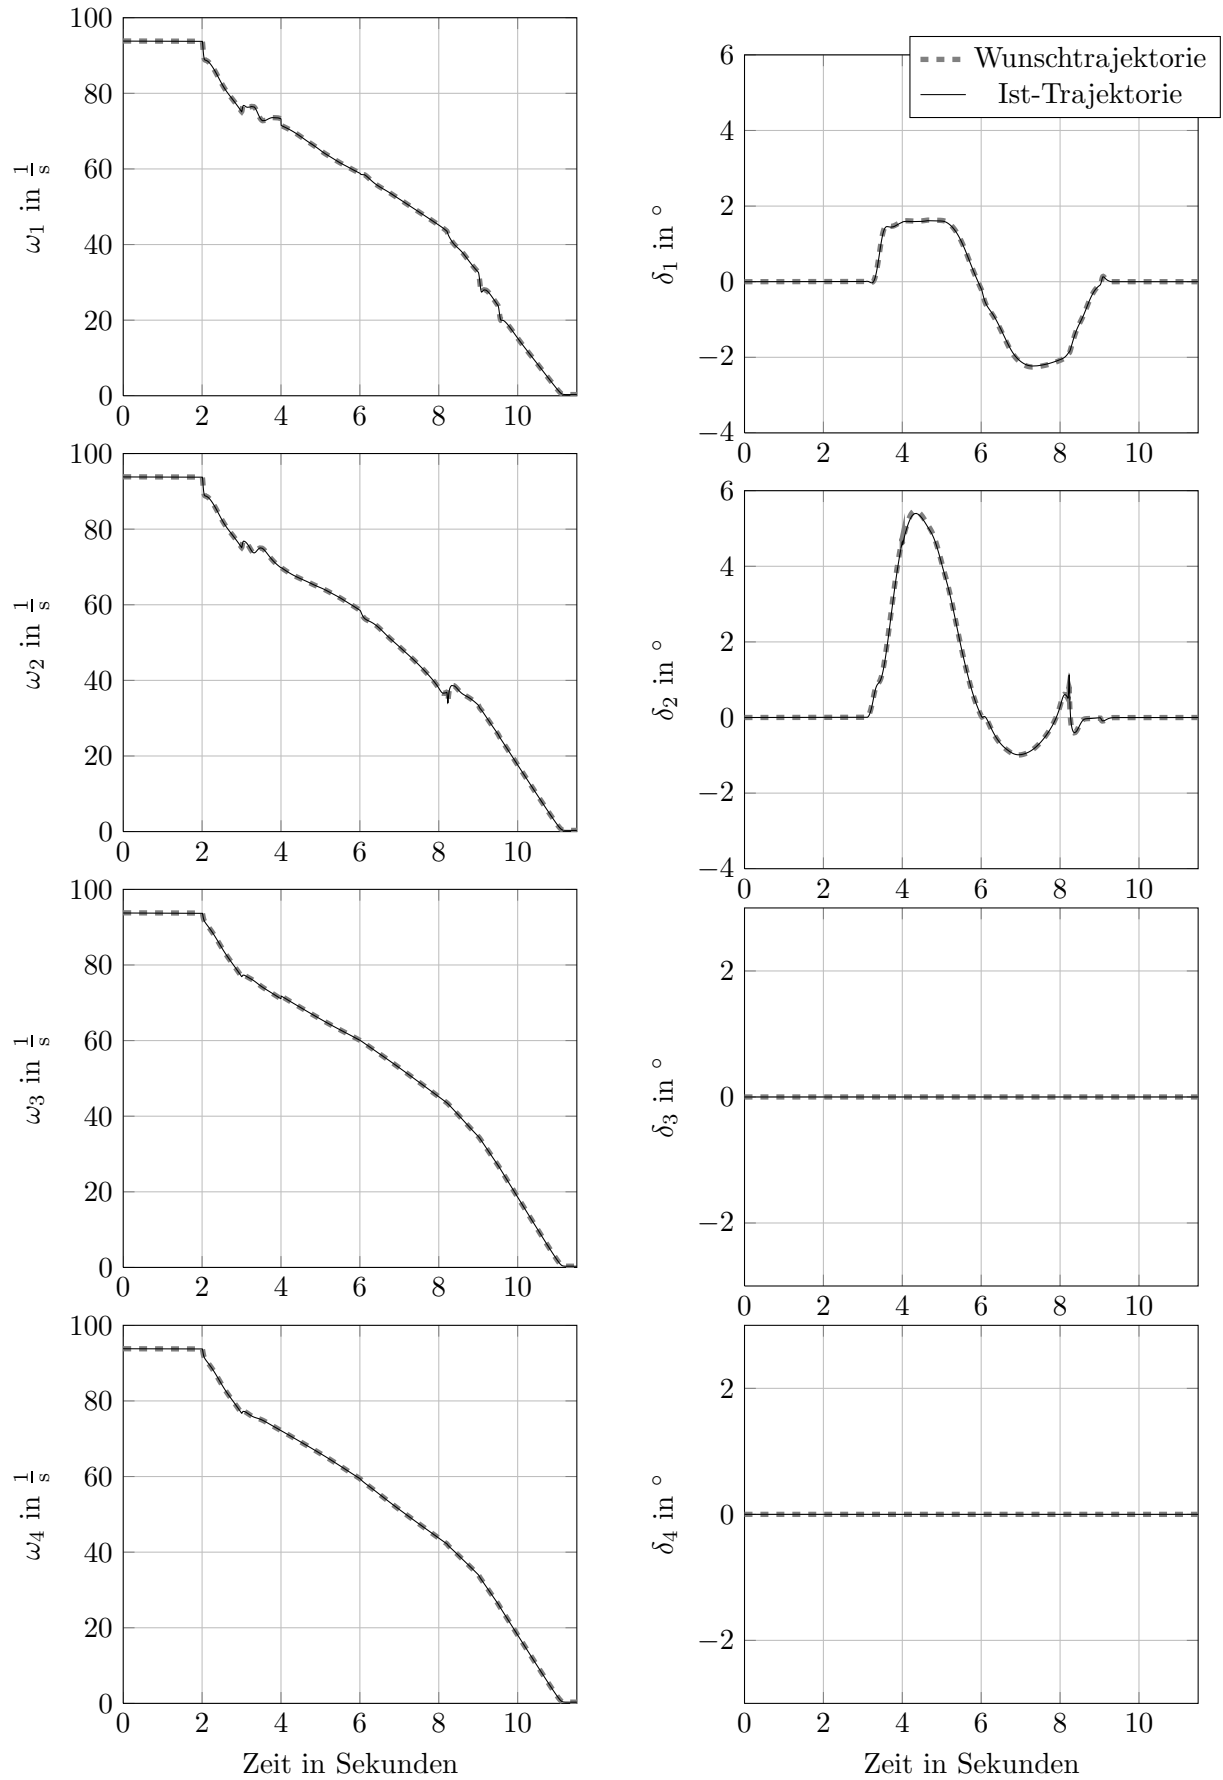 100
80
60
40
20
0
0 2 4 6 8 10
ω1 in 1/s
6
4
2
0
−2
−4
0 2 4 6 8 10
δ1 in °
Wunschtrajektorie
Ist-Trajektorie
100
80
60
40
20
0
0 2 4 6 8 10
ω2 in 1/s
6
4
2
0
−2
−4
0 2 4 6 8 10
δ2 in °
100
80
60
40
20
0
0 2 4 6 8 10
ω3 in 1/s
2
0
−2
0 2 4 6 8 10
δ3 in °
100
80
60
40
20
0
0 2 4 6 8 10
ω4 in 1/s
Zeit in Sekunden
2
0
−2
0 2 4 6 8 10
δ4 in °
Zeit in Sekunden